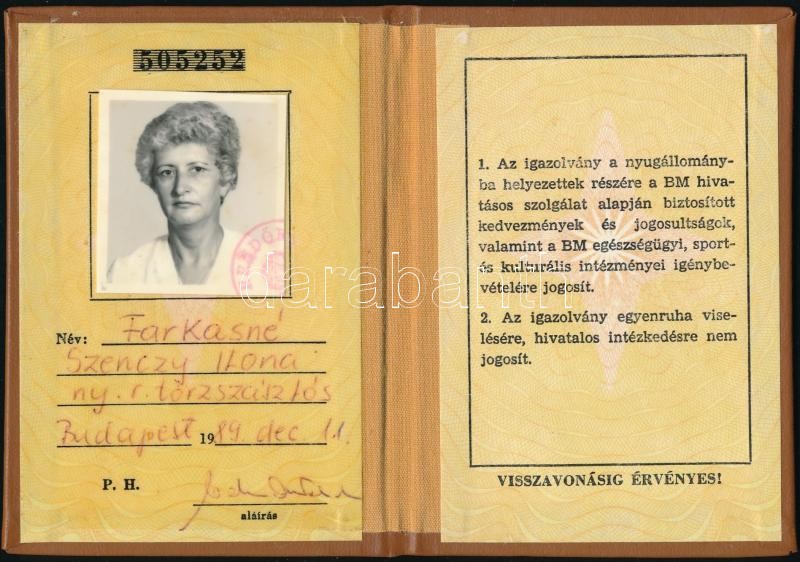 505252
Név: Farkasné
Szenczy Ilona
ny. r. törzszászlós
Budapest 1989 dec 11.
P. H.
aláírás
1. Az igazolvány a nyugállomány-
ba helyezettek részére a BM hiva-
tásos szolgálat alapján biztosított
kedvezmények és jogosultságok,
valamint a BM egészségügyi, sport-
és kulturális intézményei igénybe-
vételére jogosít.
2. Az igazolvány egyenruha vise-
lésére, hivatalos intézkedésre nem
jogosít.
VISSZAVONÁSIG ÉRVÉNYES!
darabanth